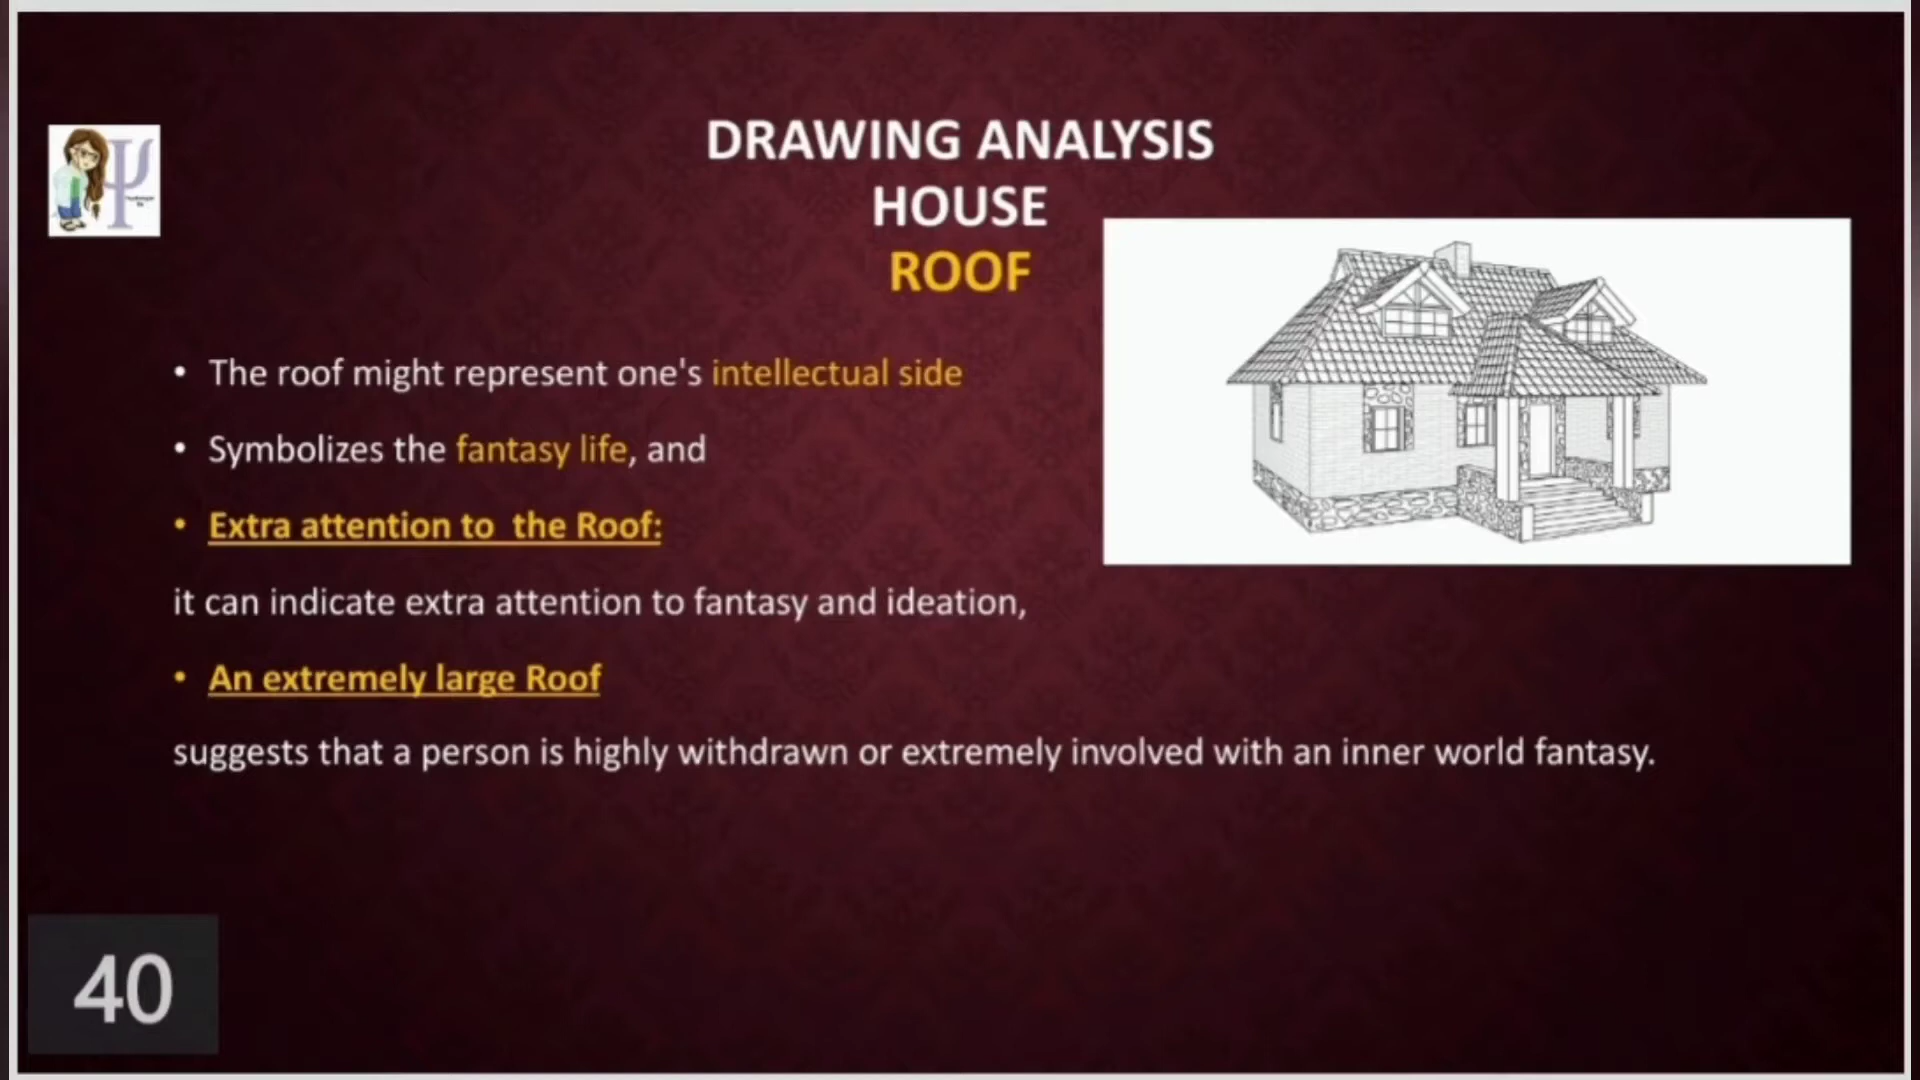 DRAWING ANALYSIS
HOUSE
ROOF
• The roof might represent one's intellectual side
• Symbolizes the fantasy life, and
• Extra attention to  the Roof:
it can indicate extra attention to fantasy and ideation,
• An extremely large Roof
suggests that a person is highly withdrawn or extremely involved with an inner world fantasy.
40